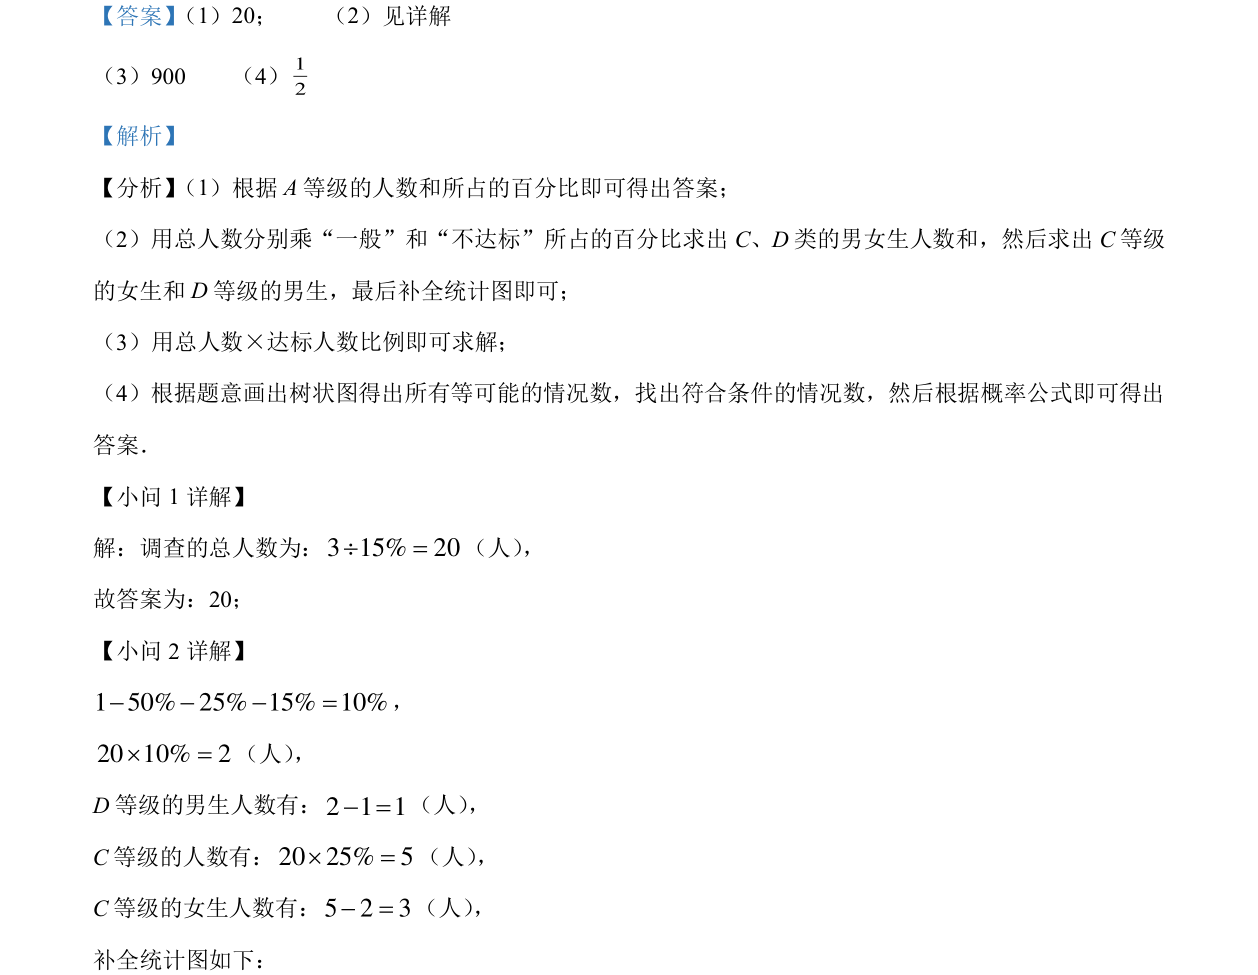 【答案】（1）20；　　（2）见详解
（3）900　　（4）1/2
【解析】
【分析】（1）根据 A 等级的人数和所占的百分比即可得出答案；
（2）用总人数分别乘“一般”和“不达标”所占的百分比求出 C、D 类的男女生人数和，然后求出 C 等级
的女生和 D 等级的男生，最后补全统计图即可；
（3）用总人数×达标人数比例即可求解；
（4）根据题意画出树状图得出所有等可能的情况数，找出符合条件的情况数，然后根据概率公式即可得出
答案．
【小问 1 详解】
解：调查的总人数为：3÷15%＝20（人），
故答案为：20；
【小问 2 详解】
1－50%－25%－15%＝10%，
20×10%＝2（人），
D 等级的男生人数有：2－1＝1（人），
C 等级的人数有：20×25%＝5（人），
C 等级的女生人数有：5－2＝3（人），
补全统计图如下：